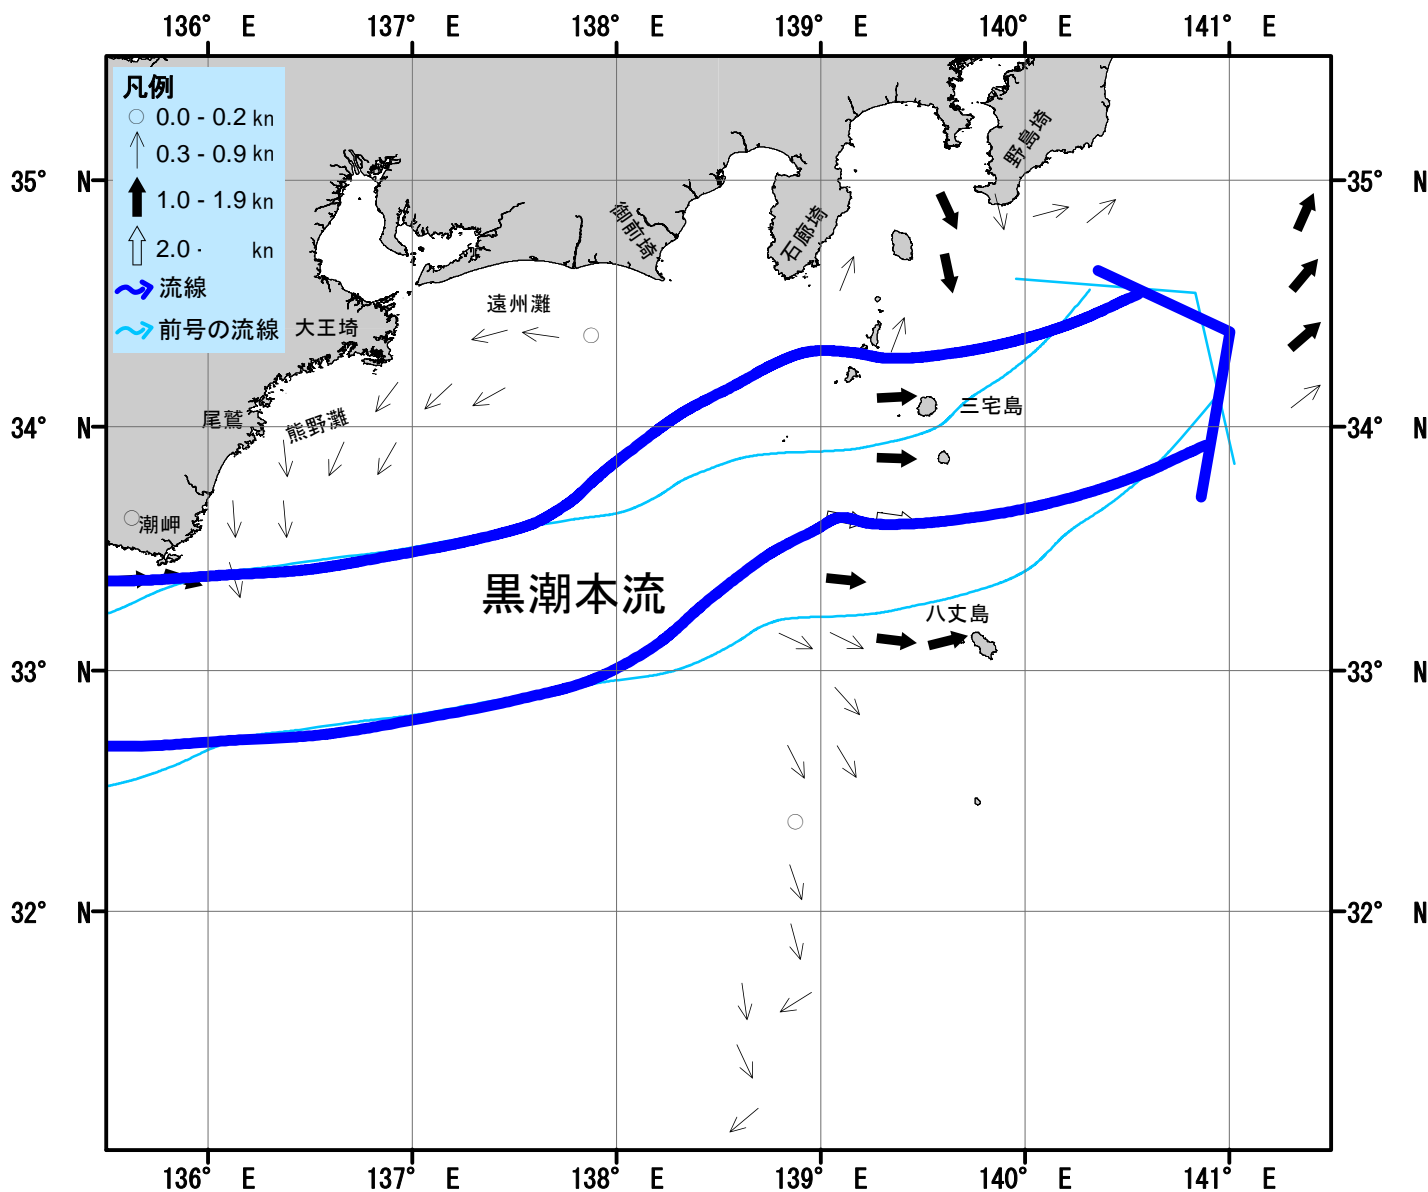 136° E 137° E 138° E 139° E 140° E 141° E
凡例
0.0 - 0.2 kn
0.3 - 0.9 kn
1.0 - 1.9 kn
2.0 · kn
流線
前号の流線
野島埼
35° N
35° N
御前埼
石廊埼
遠州灘
大王埼
三宅島
尾鷲
熊野灘
34° N
34° N
潮岬
黒潮本流
八丈島
33° N
33° N
32° N
32° N
136° E 137° E 138° E 139° E 140° E 141° E